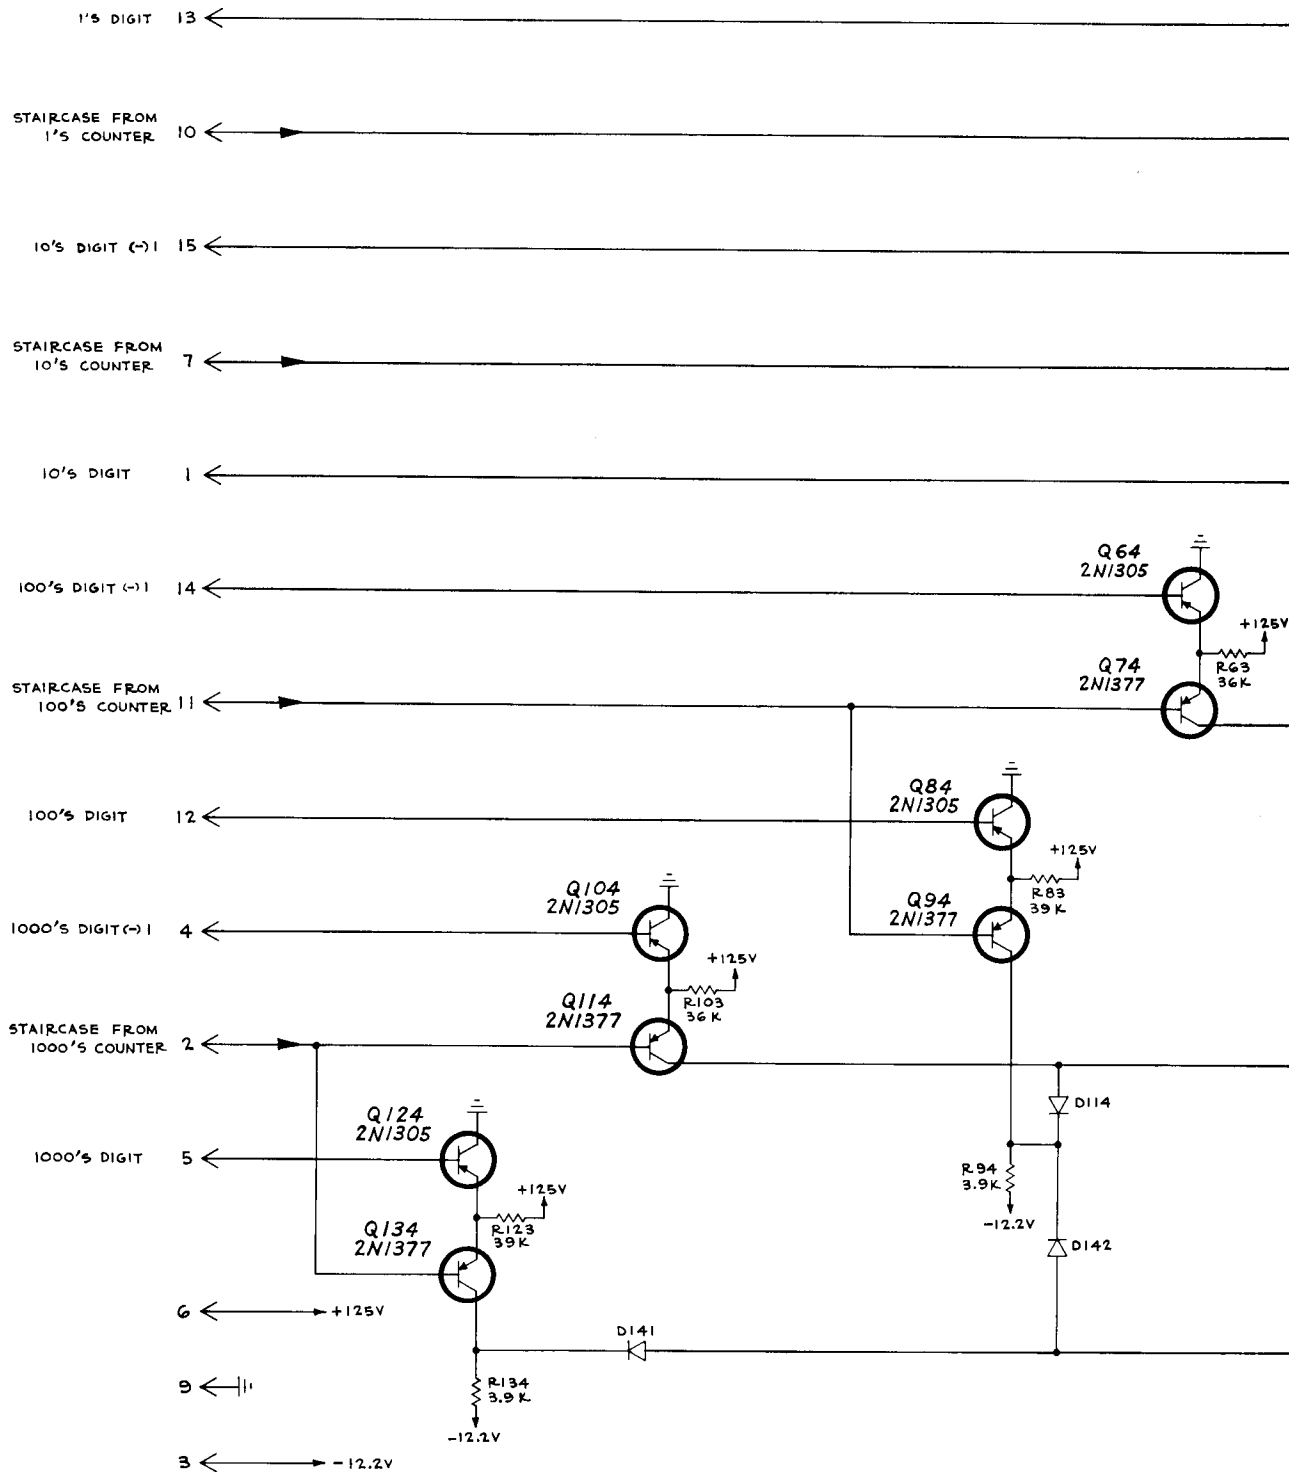 1'S DIGIT 13
STAIRCASE FROM
1'S COUNTER 10
10'S DIGIT (-) 1 15
STAIRCASE FROM
10'S COUNTER 7
10'S DIGIT 1
Q64
2N1305
100'S DIGIT (-) 1 14
+125V
R63
36K
Q74
2N1377
STAIRCASE FROM
100'S COUNTER 11
Q84
2N1305
100'S DIGIT 12
+125V
R83
39K
Q104
2N1305
Q94
2N1377
1000'S DIGIT (-) 1 4
+125V
R103
36K
Q114
2N1377
STAIRCASE FROM
1000'S COUNTER 2
D114
Q124
2N1305
1000'S DIGIT 5
R94
3.9K
-12.2V
+125V
R123
39K
Q134
2N1377
D142
6 +125V
D141
9
R134
3.9K
-12.2V
3 -12.2V